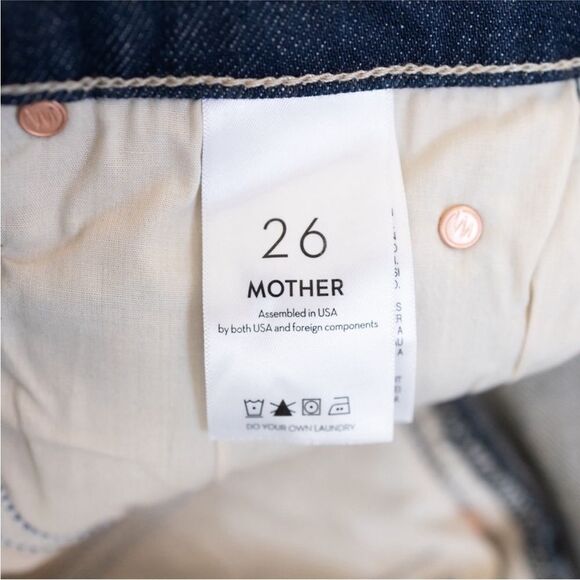 26
MOTHER
Assembled in USA
by both USA and foreign components
DO YOUR OWN LAUNDRY